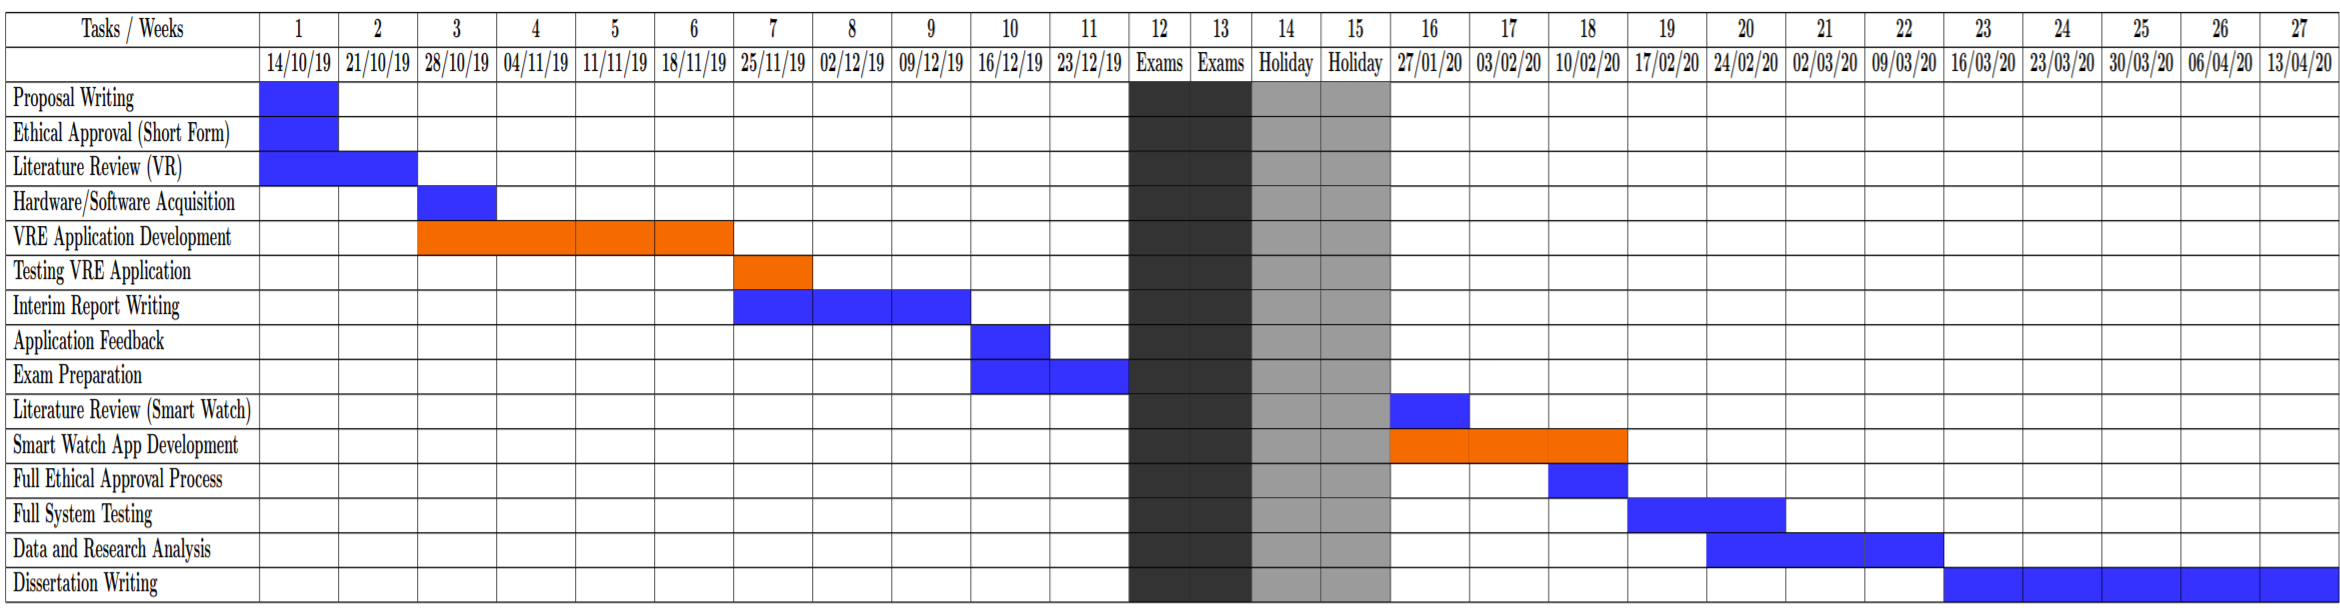 Tasks / Weeks 1 2 3 4 5 6 7 8 9 10 11 12 13 14 15 16 17 18 19 20 21 22 23 24 25 26 27
14/10/19 21/10/19 28/10/19 04/11/19 11/11/19 18/11/19 25/11/19 02/12/19 09/12/19 16/12/19 23/12/19 Exams Exams Holiday Holiday 27/01/20 03/02/20 10/02/20 17/02/20 24/02/20 02/03/20 09/03/20 16/03/20 23/03/20 30/03/20 06/04/20 13/04/20
Proposal Writing
Ethical Approval (Short Form)
Literature Review (VR)
Hardware/Software Acquisition
VRE Application Development
Testing VRE Application
Interim Report Writing
Application Feedback
Exam Preparation
Literature Review (Smart Watch)
Smart Watch App Development
Full Ethical Approval Process
Full System Testing
Data and Research Analysis
Dissertation Writing